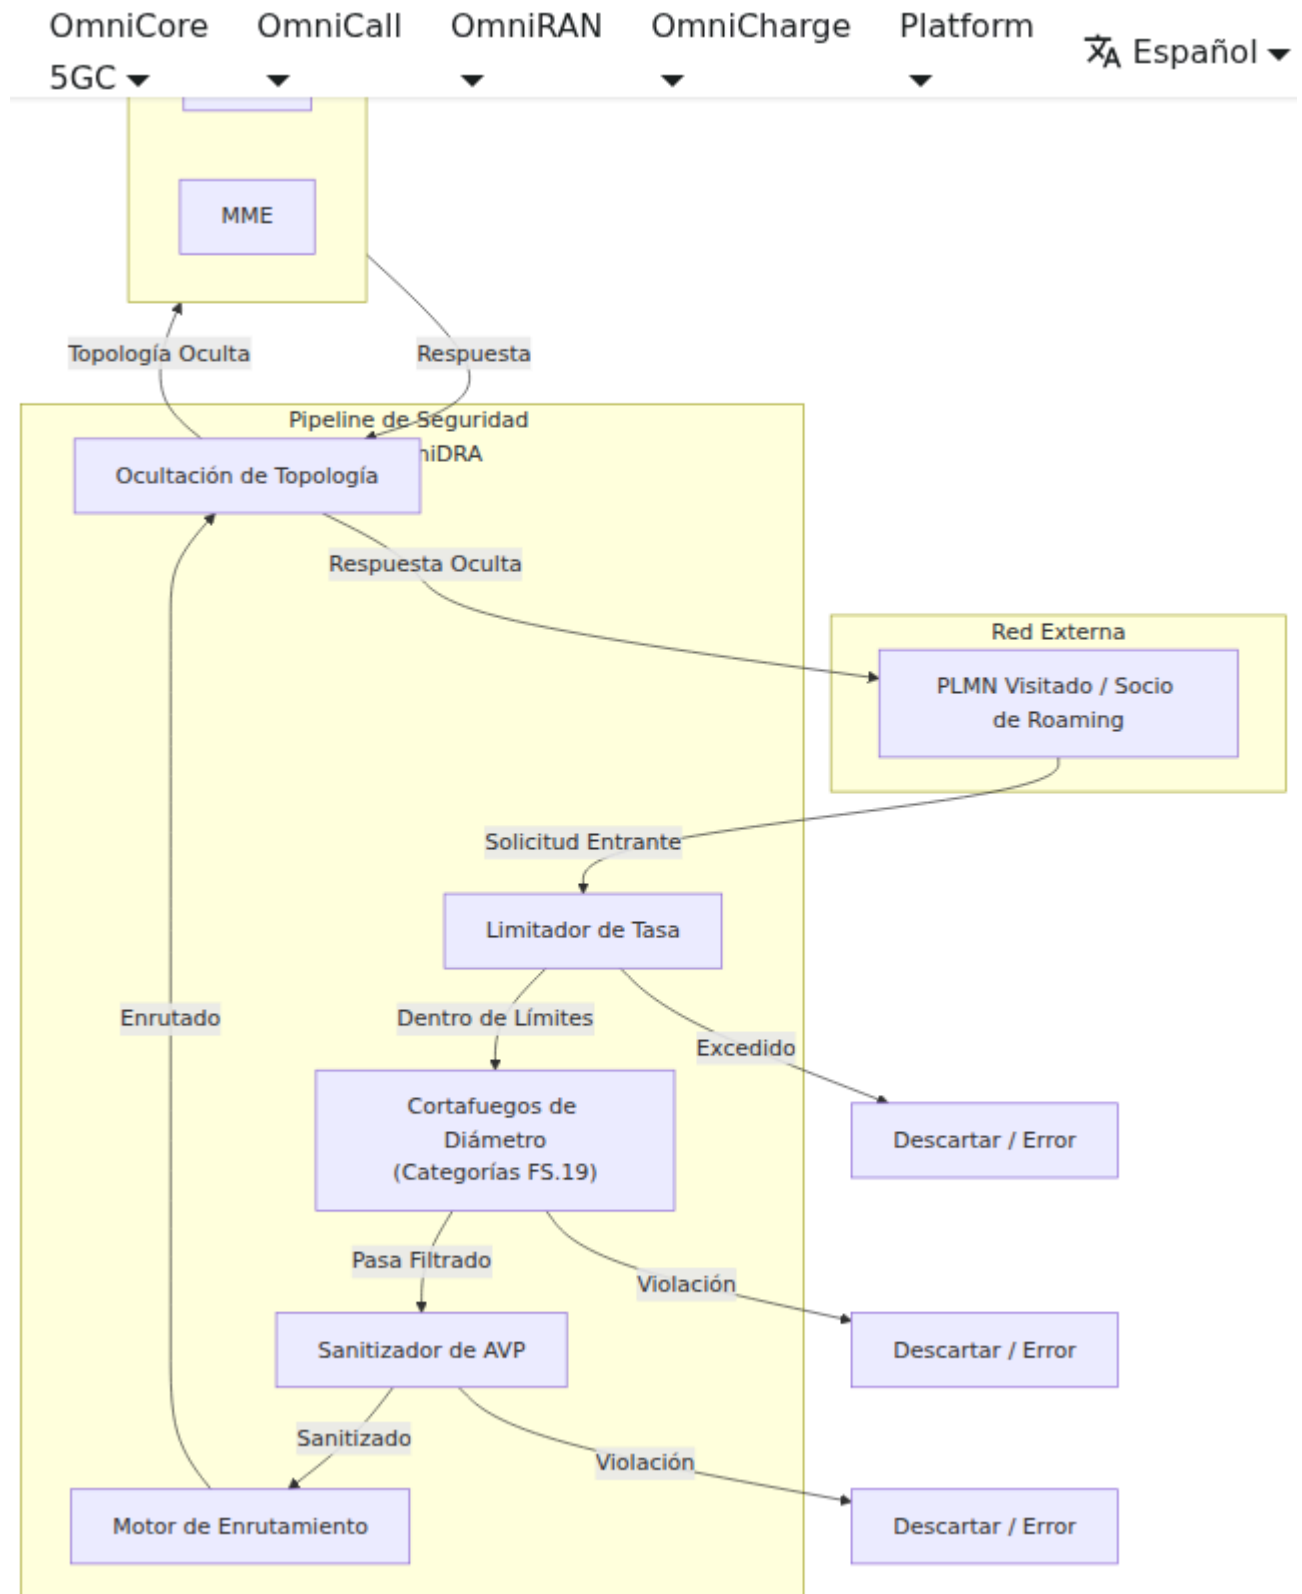 OmniCore 5GC
OmniCall
OmniRAN
OmniCharge
Platform
Español
MME
Topología Oculta
Respuesta
Pipeline de Seguridad
niDRA
Ocultación de Topología
Respuesta Oculta
Red Externa
PLMN Visitado / Socio
de Roaming
Solicitud Entrante
Limitador de Tasa
Enrutado
Dentro de Límites
Excedido
Cortafuegos de
Diámetro
(Categorías FS.19)
Descartar / Error
Pasa Filtrado
Violación
Sanitizador de AVP
Descartar / Error
Sanitizado
Violación
Motor de Enrutamiento
Descartar / Error